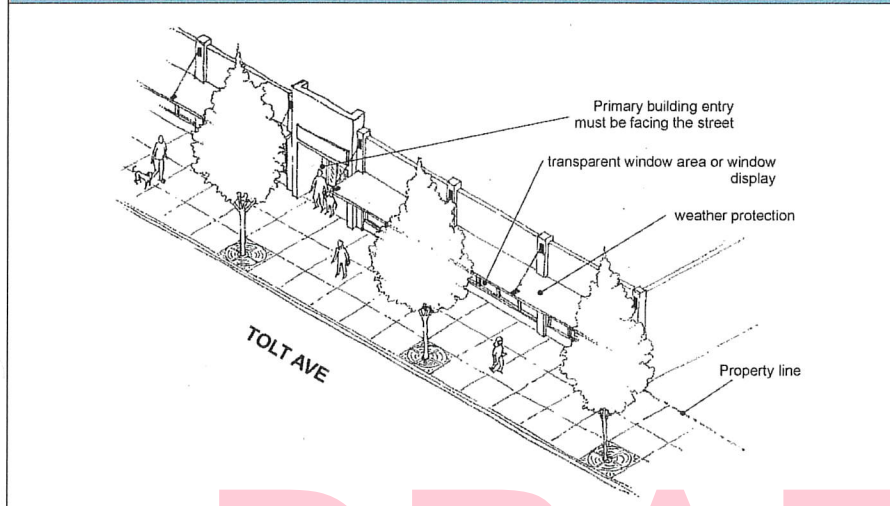 Primary building entry
must be facing the street
transparent window area or window
display
weather protection
TOLT AVE
Property line